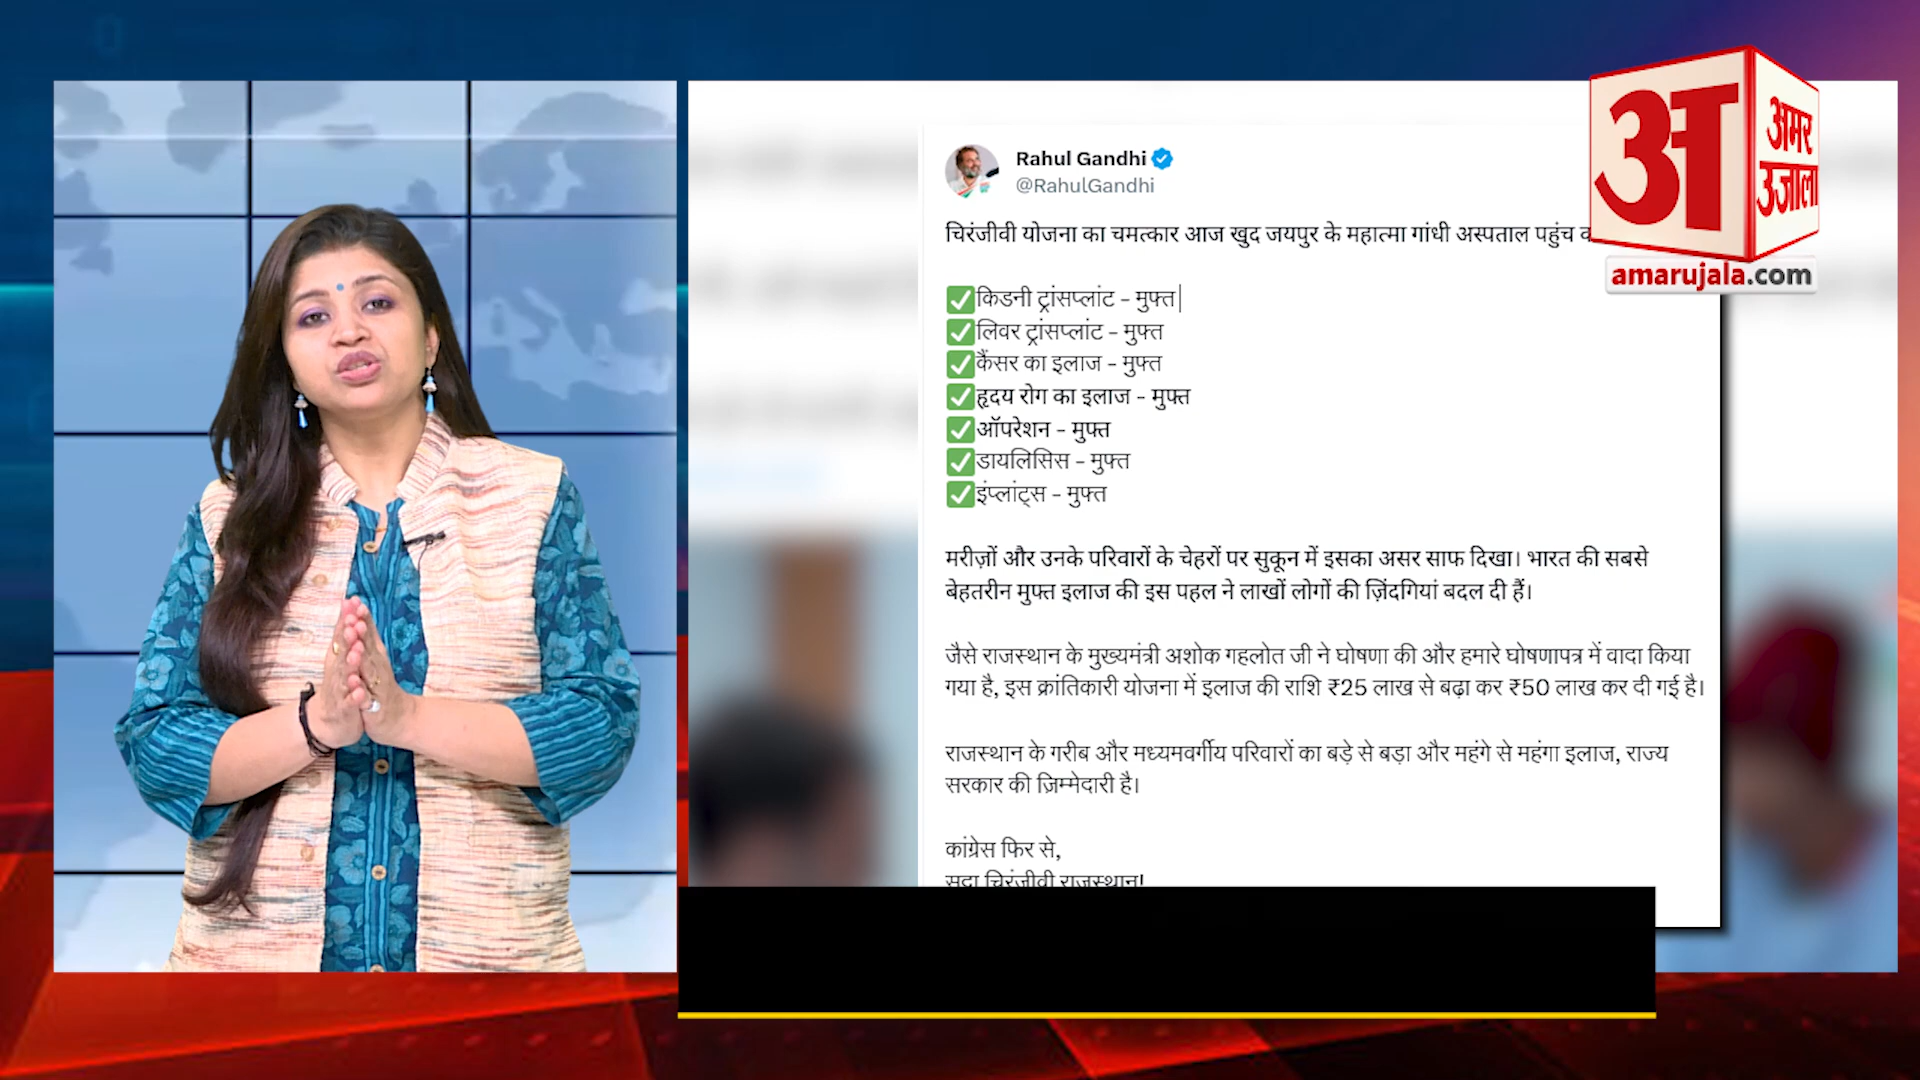 Rahul Gandhi
@RahulGandhi
चिरंजीवी योजना का चमत्कार आज खुद जयपुर के महात्मा गांधी अस्पताल पहुंच
✅किडनी ट्रांसप्लांट - मुफ्त
✅लिवर ट्रांसप्लांट - मुफ्त
✅कैंसर का इलाज - मुफ्त
✅हृदय रोग का इलाज - मुफ्त
✅ऑपरेशन - मुफ्त
✅डायलिसिस - मुफ्त
✅इंप्लांट्स - मुफ्त
मरीज़ों और उनके परिवारों के चेहरों पर सुकून में इसका असर साफ दिखा। भारत की सबसे
बेहतरीन मुफ्त इलाज की इस पहल ने लाखों लोगों की ज़िंदगियां बदल दी हैं।
जैसे राजस्थान के मुख्यमंत्री अशोक गहलोत जी ने घोषणा की और हमारे घोषणापत्र में वादा किया
गया है, इस क्रांतिकारी योजना में इलाज की राशि ₹25 लाख से बढ़ा कर ₹50 लाख कर दी गई है।
राजस्थान के गरीब और मध्यमवर्गीय परिवारों का बड़े से बड़ा और महंगे से महंगा इलाज, राज्य
सरकार की ज़िम्मेदारी है।
कांग्रेस फिर से,
सदा चिरंजीवी राजस्थान!
अ
अमर
उजाला
amarujala.com